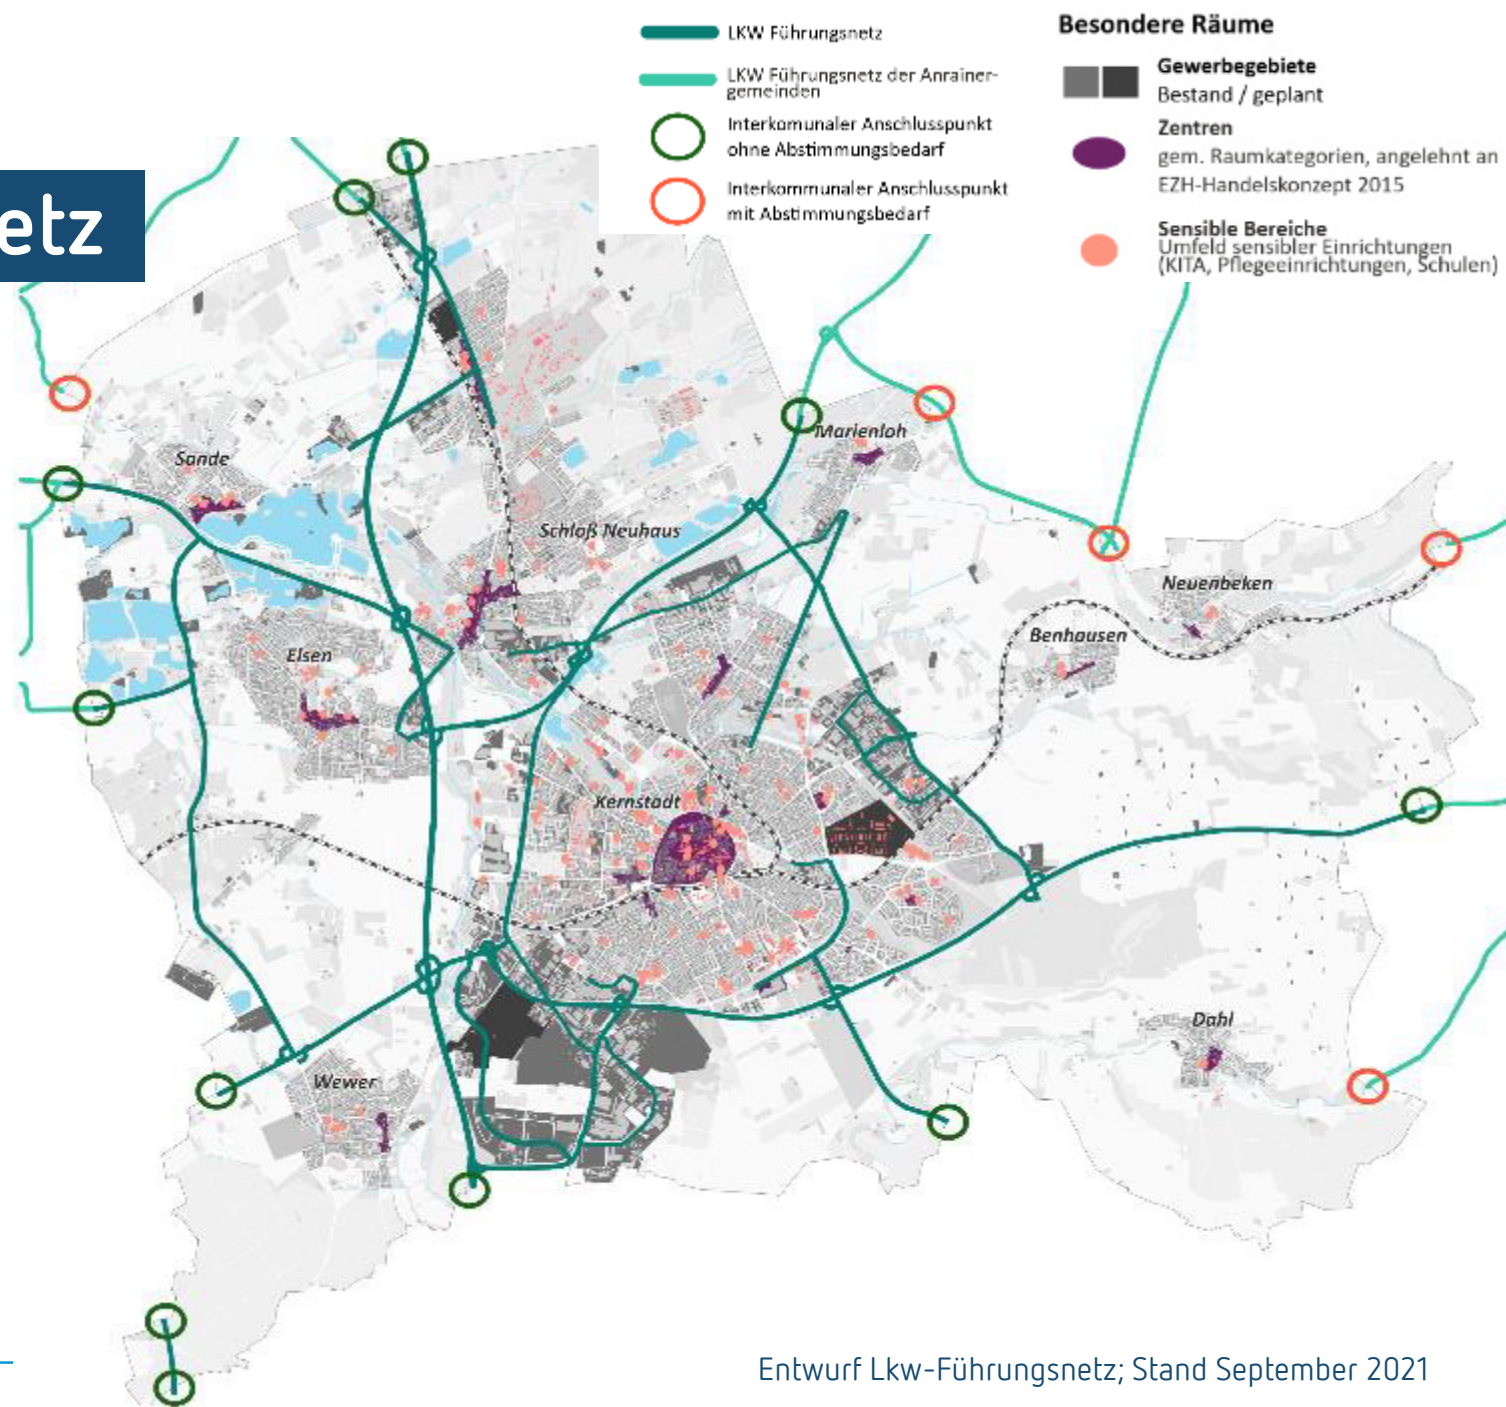 etz
LKW Führungsnetz
LKW Führungsnetz der Anrainer-
gemeinden
Interkomunaler Anschlusspunkt
ohne Abstimmungsbedarf
Interkommunaler Anschlusspunkt
mit Abstimmungsbedarf
Besondere Räume
Gewerbegebiete
Bestand / geplant
Zentren
gem. Raumkategorien, angelehnt an
EZH-Handelskonzept 2015
Sensible Bereiche
Umfeld sensibler Einrichtungen
(KITA, Pflegeeinrichtungen, Schulen)
Marienloh
Sande
Schloß Neuhaus
Neuenbeken
Benhausen
Elsen
Kernstadt
Dahl
Wewer
Entwurf Lkw-Führungsnetz; Stand September 2021